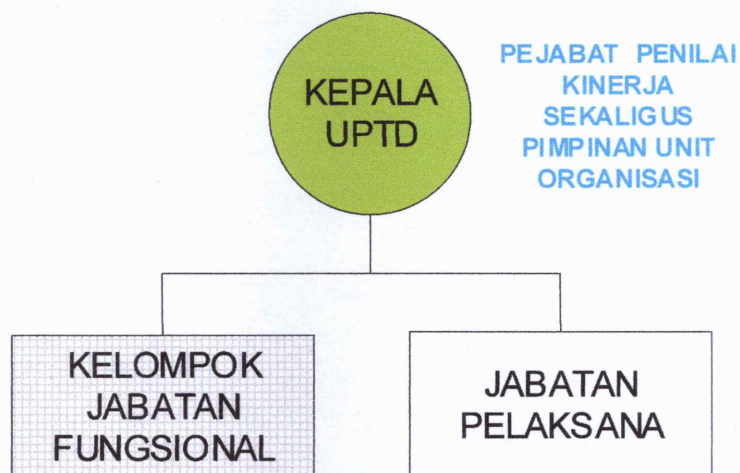 KEPALA
UPTD
PEJABAT PENILAI
KINERJA
SEKALIGUS
PIMPINAN UNIT
ORGANISASI
KELOMPOK
JABATAN
FUNGSIONAL
JABATAN
PELAKSANA